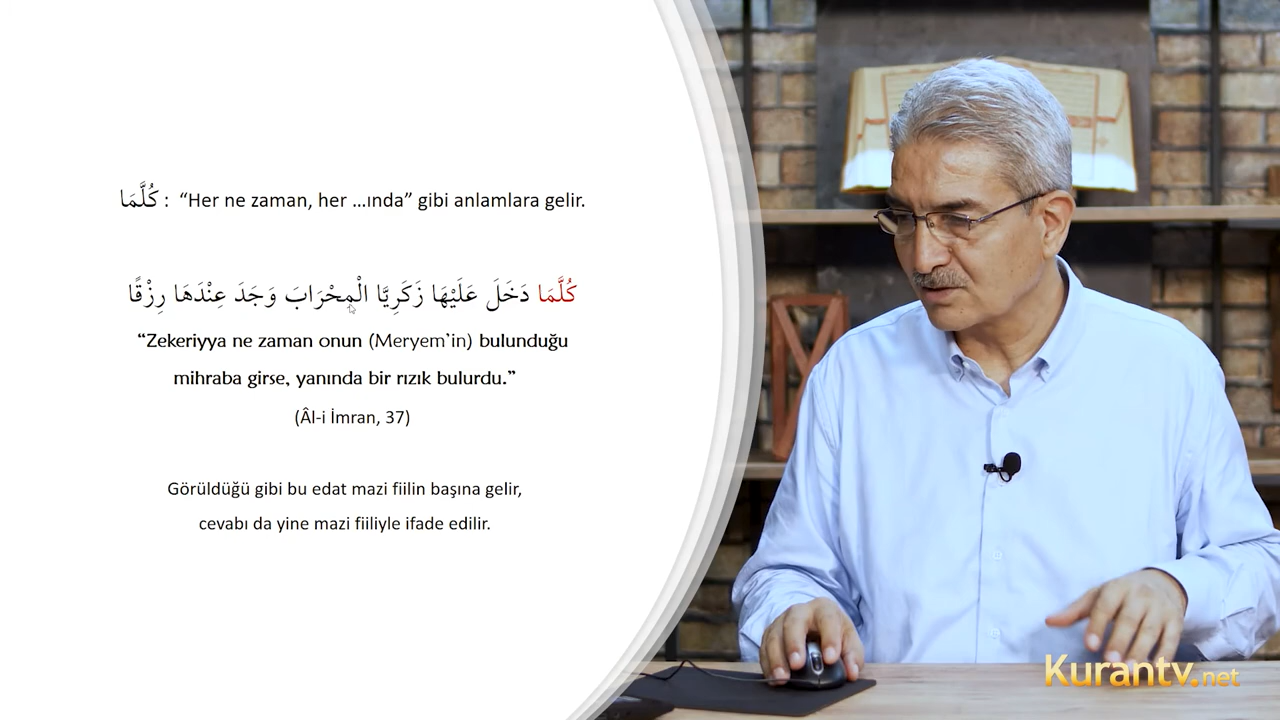 كُلَّمَا : “Her ne zaman, her ...ında” gibi anlamlara gelir.
كُلَّمَا دَخَلَ عَلَيْهَا زَكَرِيَّا الْمِحْرَابَ وَجَدَ عِنْدَهَا رِزْقًا
“Zekeriyya ne zaman onun (Meryem’in) bulunduğu
mihraba girse, yanında bir rızık bulurdu.”
(Âl-i İmran, 37)
Görüldüğü gibi bu edat mazi fiilin başına gelir,
cevabı da yine mazi fiiliyle ifade edilir.
Kurantv.net